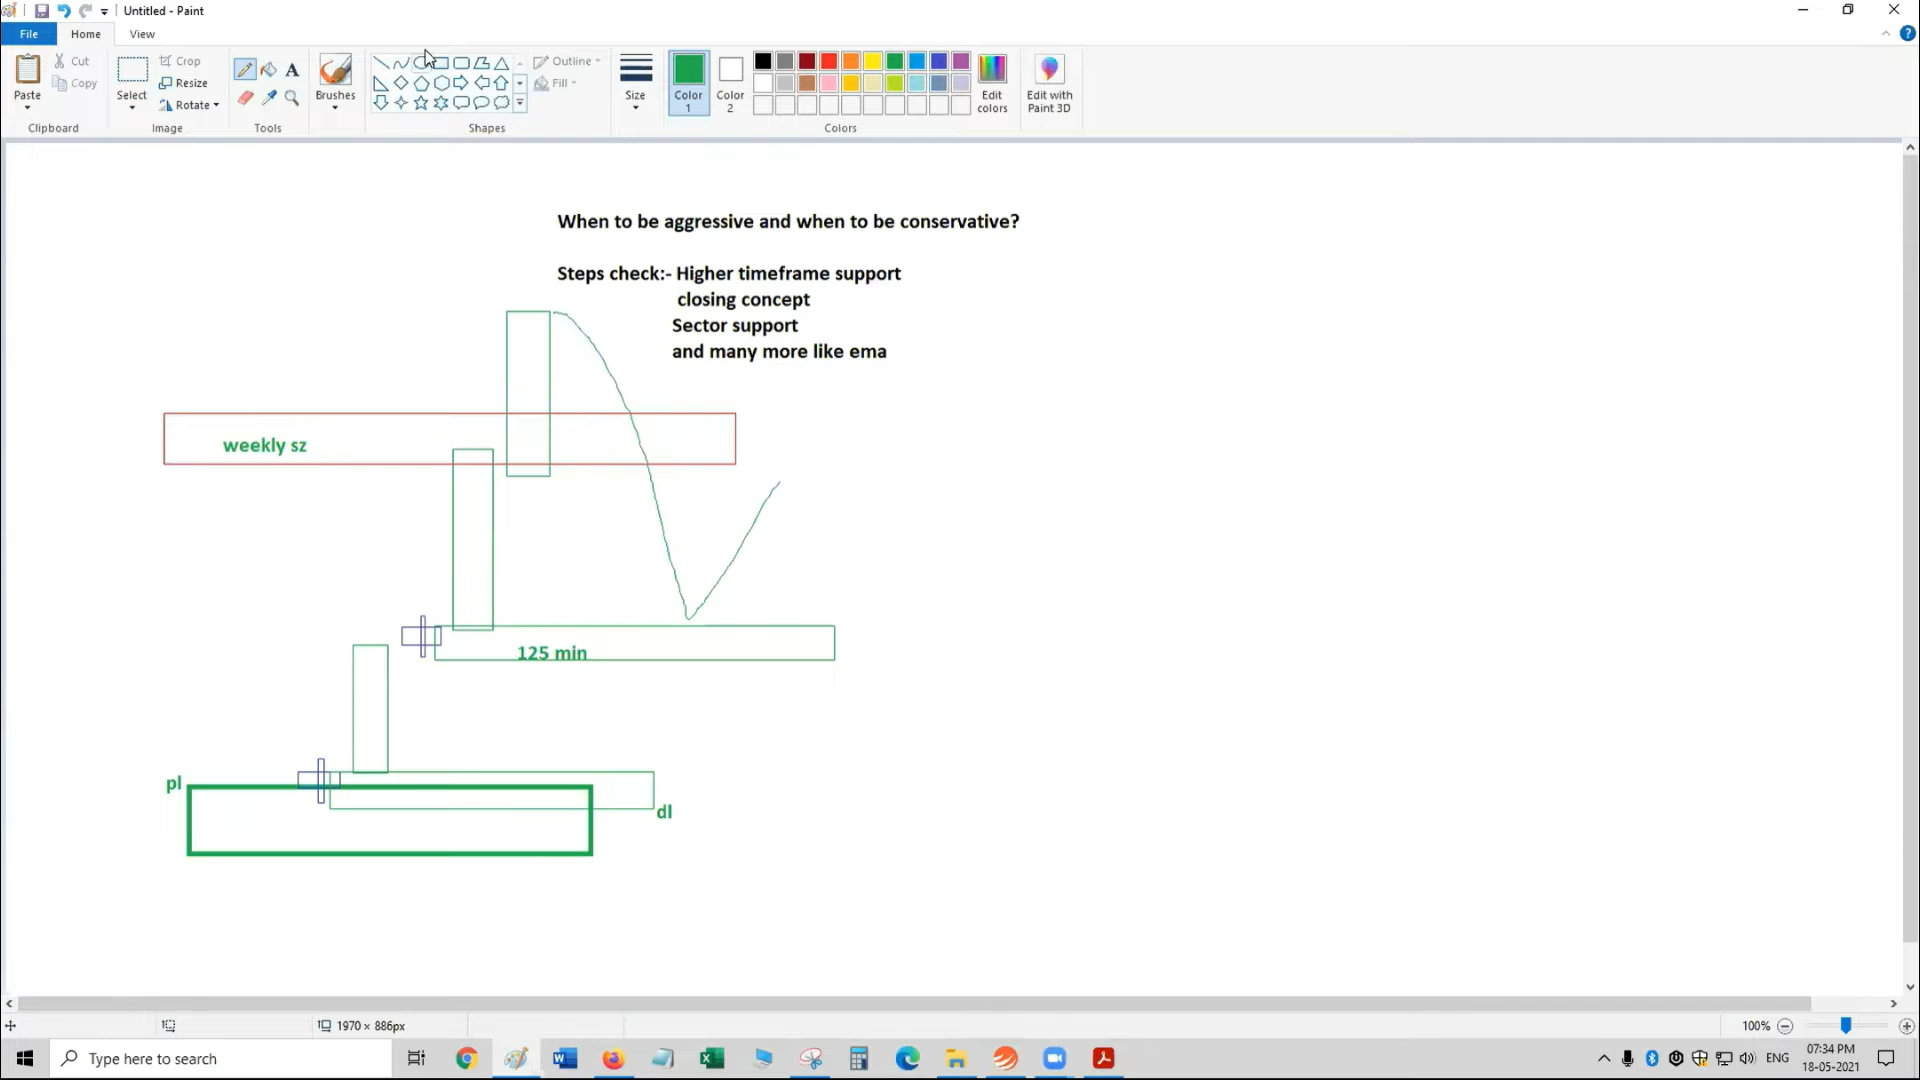 Untitled - Paint
File
Home
View
Paste
Cut
Copy
Clipboard
Select
Crop
Resize
Rotate
Image
A
Tools
Brushes
Outline
Fill
Shapes
Size
Color 1
Color 2
Edit colors
Colors
Edit with Paint 3D
When to be aggressive and when to be conservative?
Steps check:- Higher timeframe support
closing concept
Sector support
and many more like ema
weekly sz
125 min
pl
dl
1970 × 886px
100%
Type here to search
ENG
07:34 PM
18-05-2021